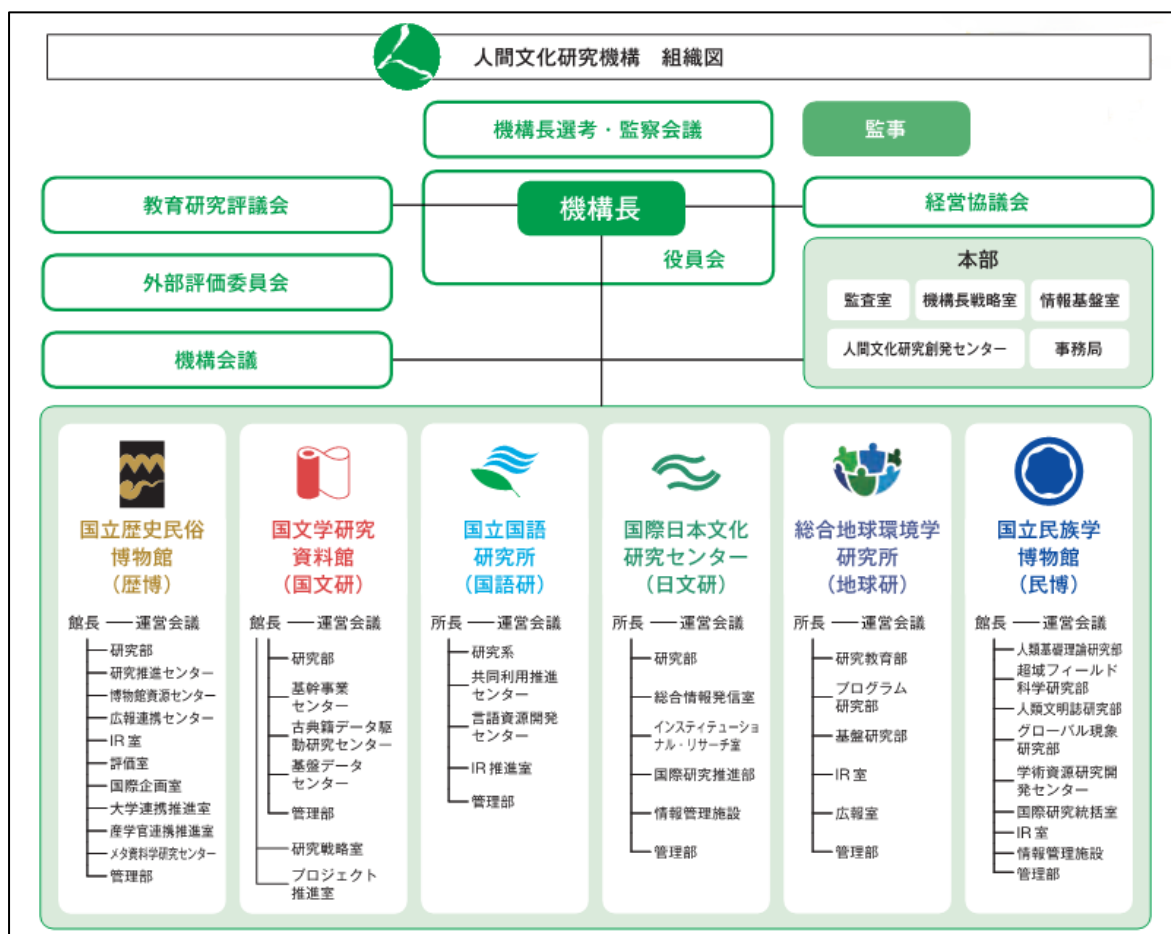 人間文化研究機構　組織図
機構長選考・監察会議
監事
教育研究評議会
機構長
役員会
経営協議会
外部評価委員会
機構会議
本部
監査室
機構長戦略室
情報基盤室
人間文化研究創発センター
事務局
国立歴史民俗
博物館
（歴博）
館長
運営会議
研究部
研究推進センター
博物館資源センター
広報連携センター
IR室
評価室
国際企画室
大学連携推進室
産学官連携推進室
メタ資料学研究センター
管理部
国文学研究
資料館
（国文研）
館長
運営会議
研究部
基幹事業
センター
古典籍データ駆
動研究センター
基盤データ
センター
管理部
研究戦略室
プロジェクト
推進室
国立国語
研究所
（国語研）
所長
運営会議
研究系
共同利用推進
センター
言語資源開発
センター
IR推進室
管理部
国際日本文化
研究センター
（日文研）
所長
運営会議
研究部
総合情報発信室
インスティテューショ
ナル・リサーチ室
国際研究推進部
情報管理施設
管理部
総合地球環境学
研究所
（地球研）
所長
運営会議
研究教育部
プログラム
研究部
基盤研究部
IR室
広報室
管理部
国立民族学
博物館
（民博）
館長
運営会議
人類基礎理論研究部
超域フィールド
科学研究部
人類文明誌研究部
グローバル現象
研究部
学術資源研究開
発センター
国際研究統括室
IR室
情報管理施設
管理部